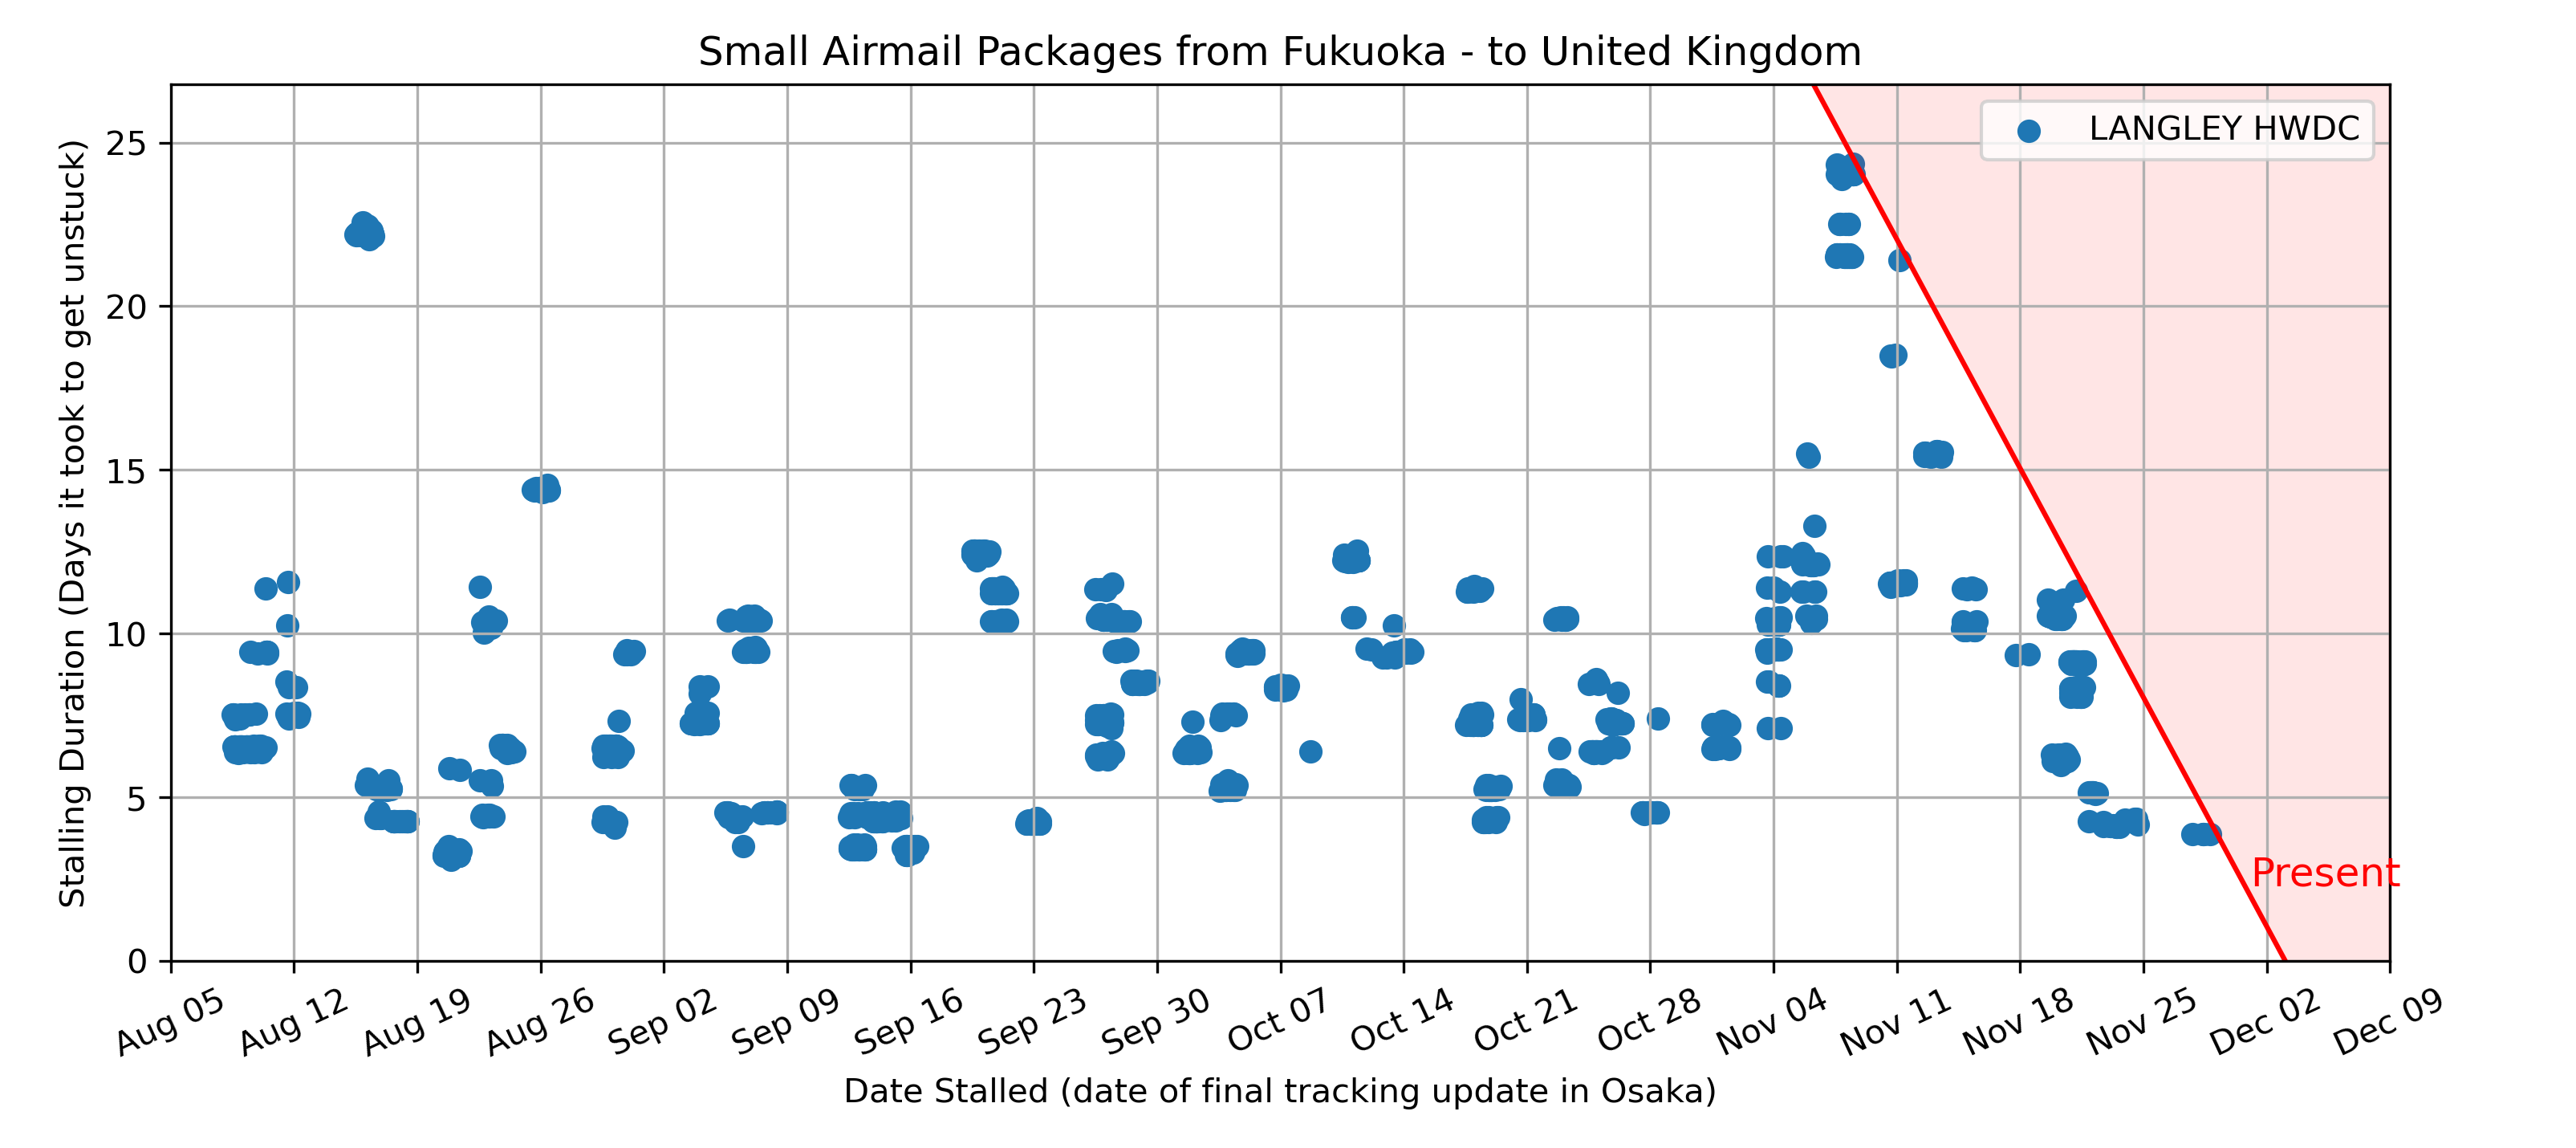 Small Airmail Packages from Fukuoka - to United Kingdom
LANGLEY HWDC
Stalling Duration (Days it took to get unstuck)
25
20
15
10
5
0
Present
Aug 05
Aug 12
Aug 19
Aug 26
Sep 02
Sep 09
Sep 16
Sep 23
Sep 30
Oct 07
Oct 14
Oct 21
Oct 28
Nov 04
Nov 11
Nov 18
Nov 25
Dec 02
Dec 09
Date Stalled (date of final tracking update in Osaka)